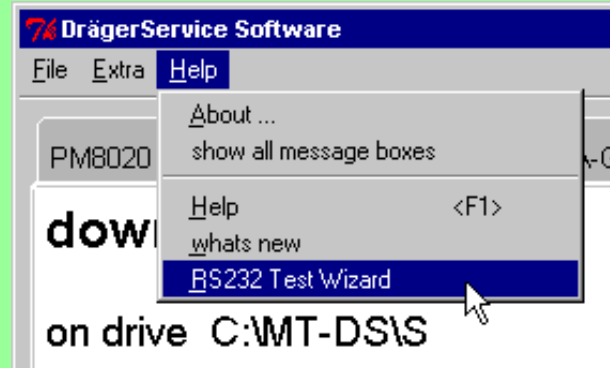 DrägerService Software
File Extra Help
About ...
PM8020 show all message boxes
Help <F1>
whats new
RS232 Test Wizard
on drive C:\MT-DS\S